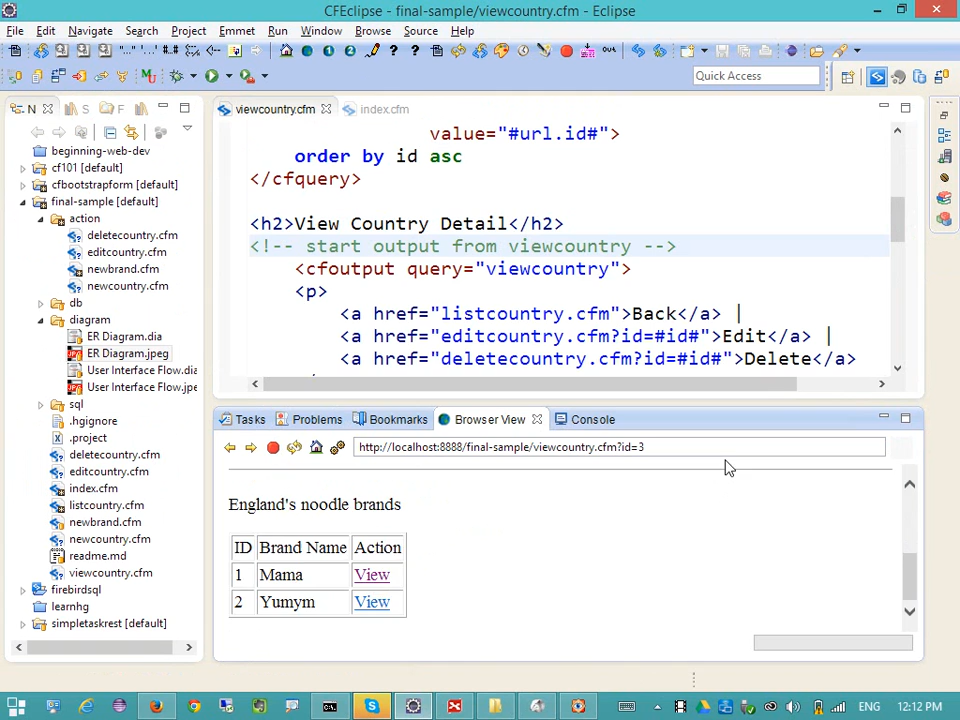 CFEclipse - final-sample/viewcountry.cfm - Eclipse
File Edit Navigate Search Project Emmet Run Window Browse Source Help
Quick Access
N S F
viewcountry.cfm index.cfm
beginning-web-dev
cf101 [default]
cfbootstrapform [default]
final-sample [default]
action
deletecountry.cfm
editcountry.cfm
newbrand.cfm
newcountry.cfm
db
diagram
ER Diagram.dia
ER Diagram.jpeg
User Interface Flow.dia
User Interface Flow.jpe
sql
.hgignore
.project
deletecountry.cfm
editcountry.cfm
index.cfm
listcountry.cfm
newbrand.cfm
newcountry.cfm
readme.md
viewcountry.cfm
firebirdsql
learnhg
simpletaskrest [default]
value="#url.id#">
order by id asc
</cfquery>
<h2>View Country Detail</h2>
<!-- start output from viewcountry -->
<cfoutput query="viewcountry">
<p>
<a href="listcountry.cfm">Back</a> |
<a href="editcountry.cfm?id=#id#">Edit</a> |
<a href="deletecountry.cfm?id=#id#">Delete</a>
Tasks Problems Bookmarks Browser View Console
http://localhost:8888/final-sample/viewcountry.cfm?id=3
England's noodle brands
ID Brand Name Action
1 Mama View
2 Yumym View
ENG 12:12 PM